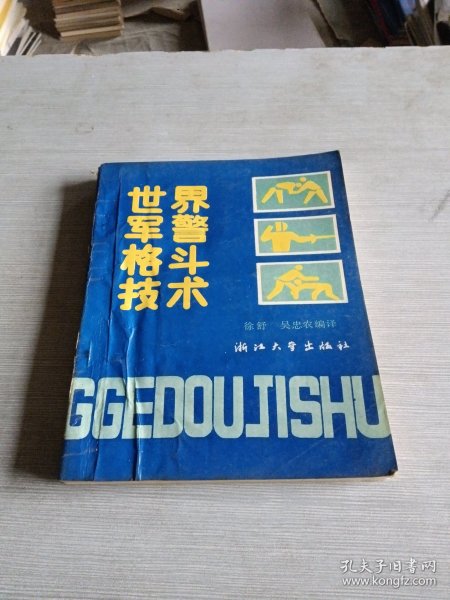 世界
军警
格斗
技术
徐舒 吴忠农编译
浙江大学出版社
GGEDOUJISHU
孔夫子旧书网
www.kongfz.com